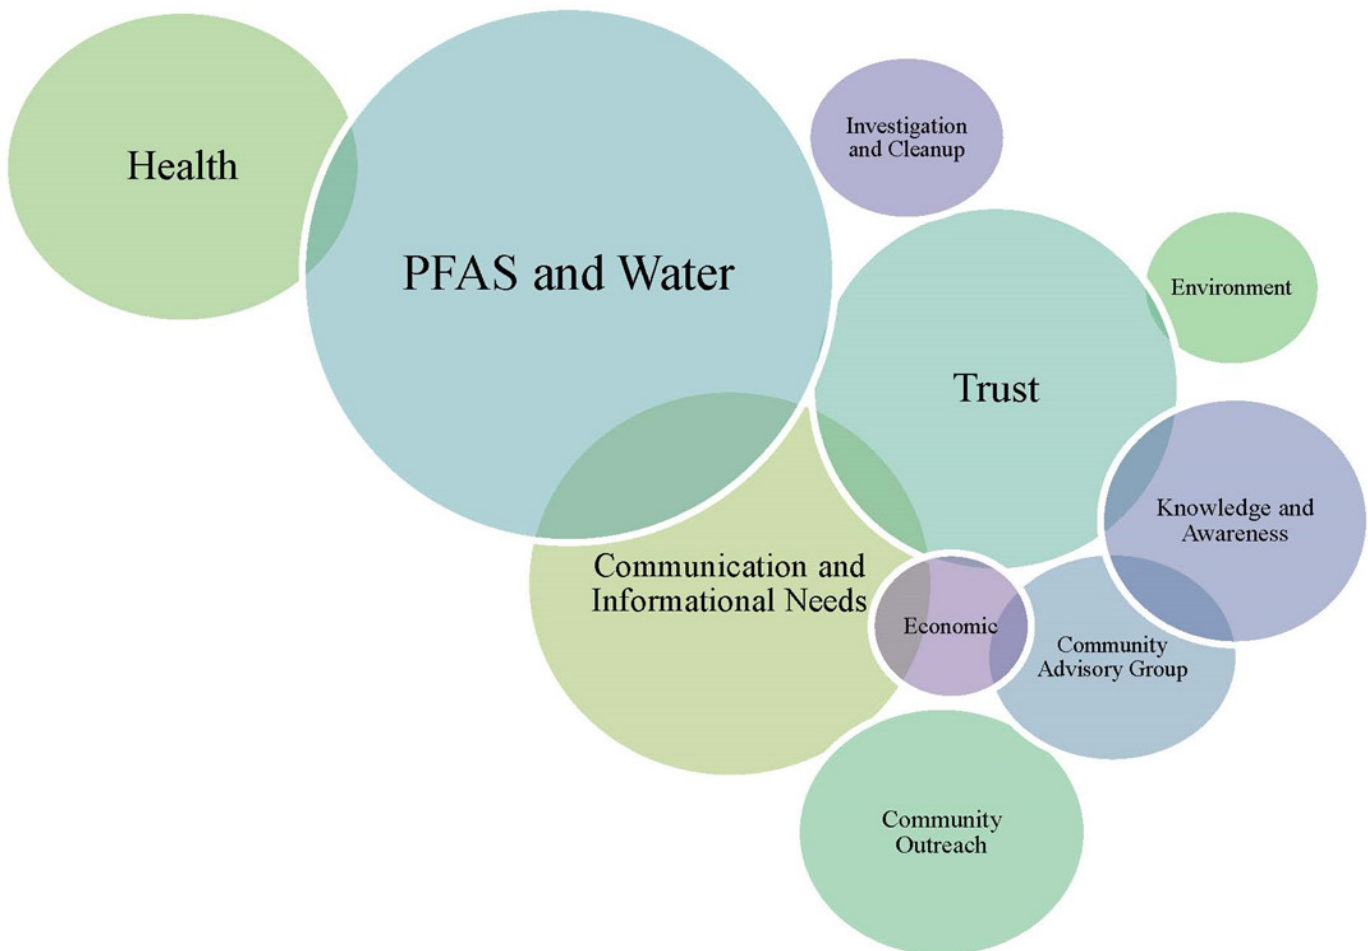 Health
PFAS and Water
Investigation
and Cleanup
Environment
Trust
Knowledge and
Awareness
Communication and
Informational Needs
Economic
Community
Advisory Group
Community
Outreach